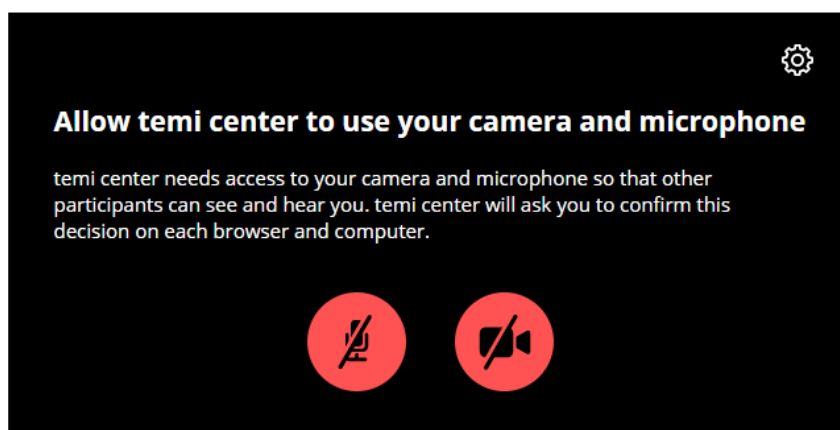 Allow temi center to use your camera and microphone
temi center needs access to your camera and microphone so that other
participants can see and hear you. temi center will ask you to confirm this
decision on each browser and computer.